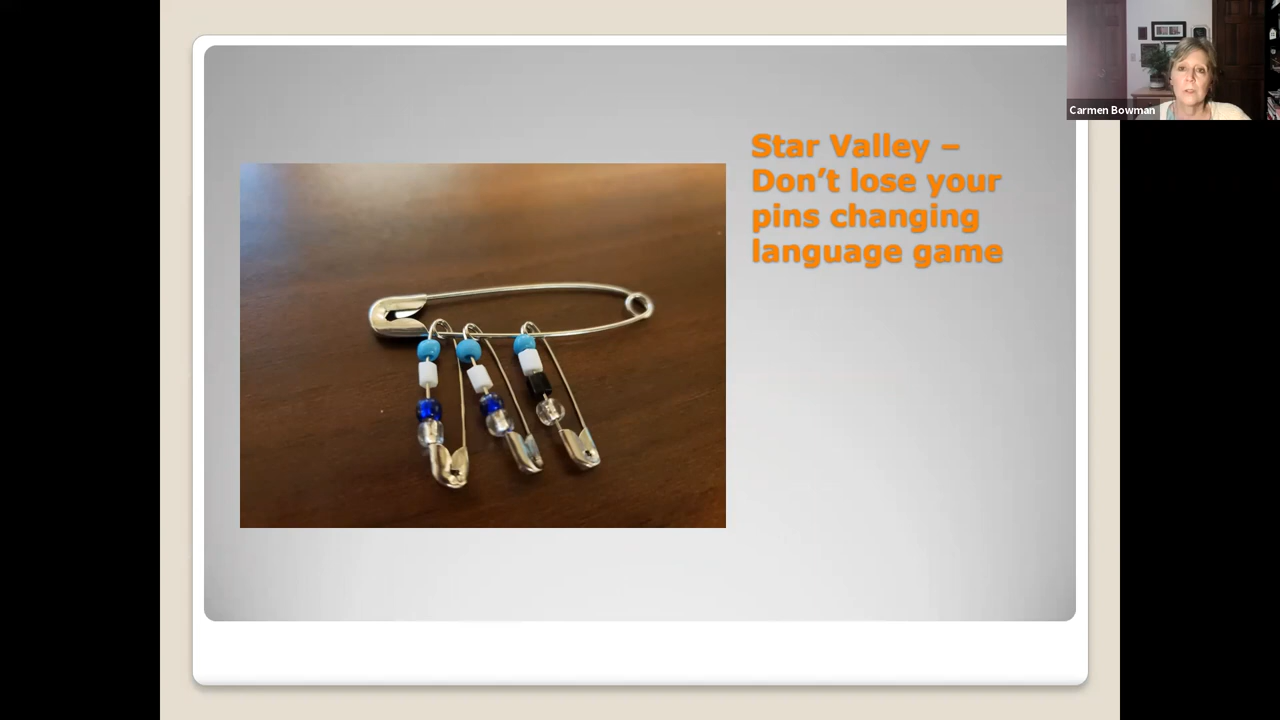 Carmen Bowman
Star Valley –
Don’t lose your
pins changing
language game